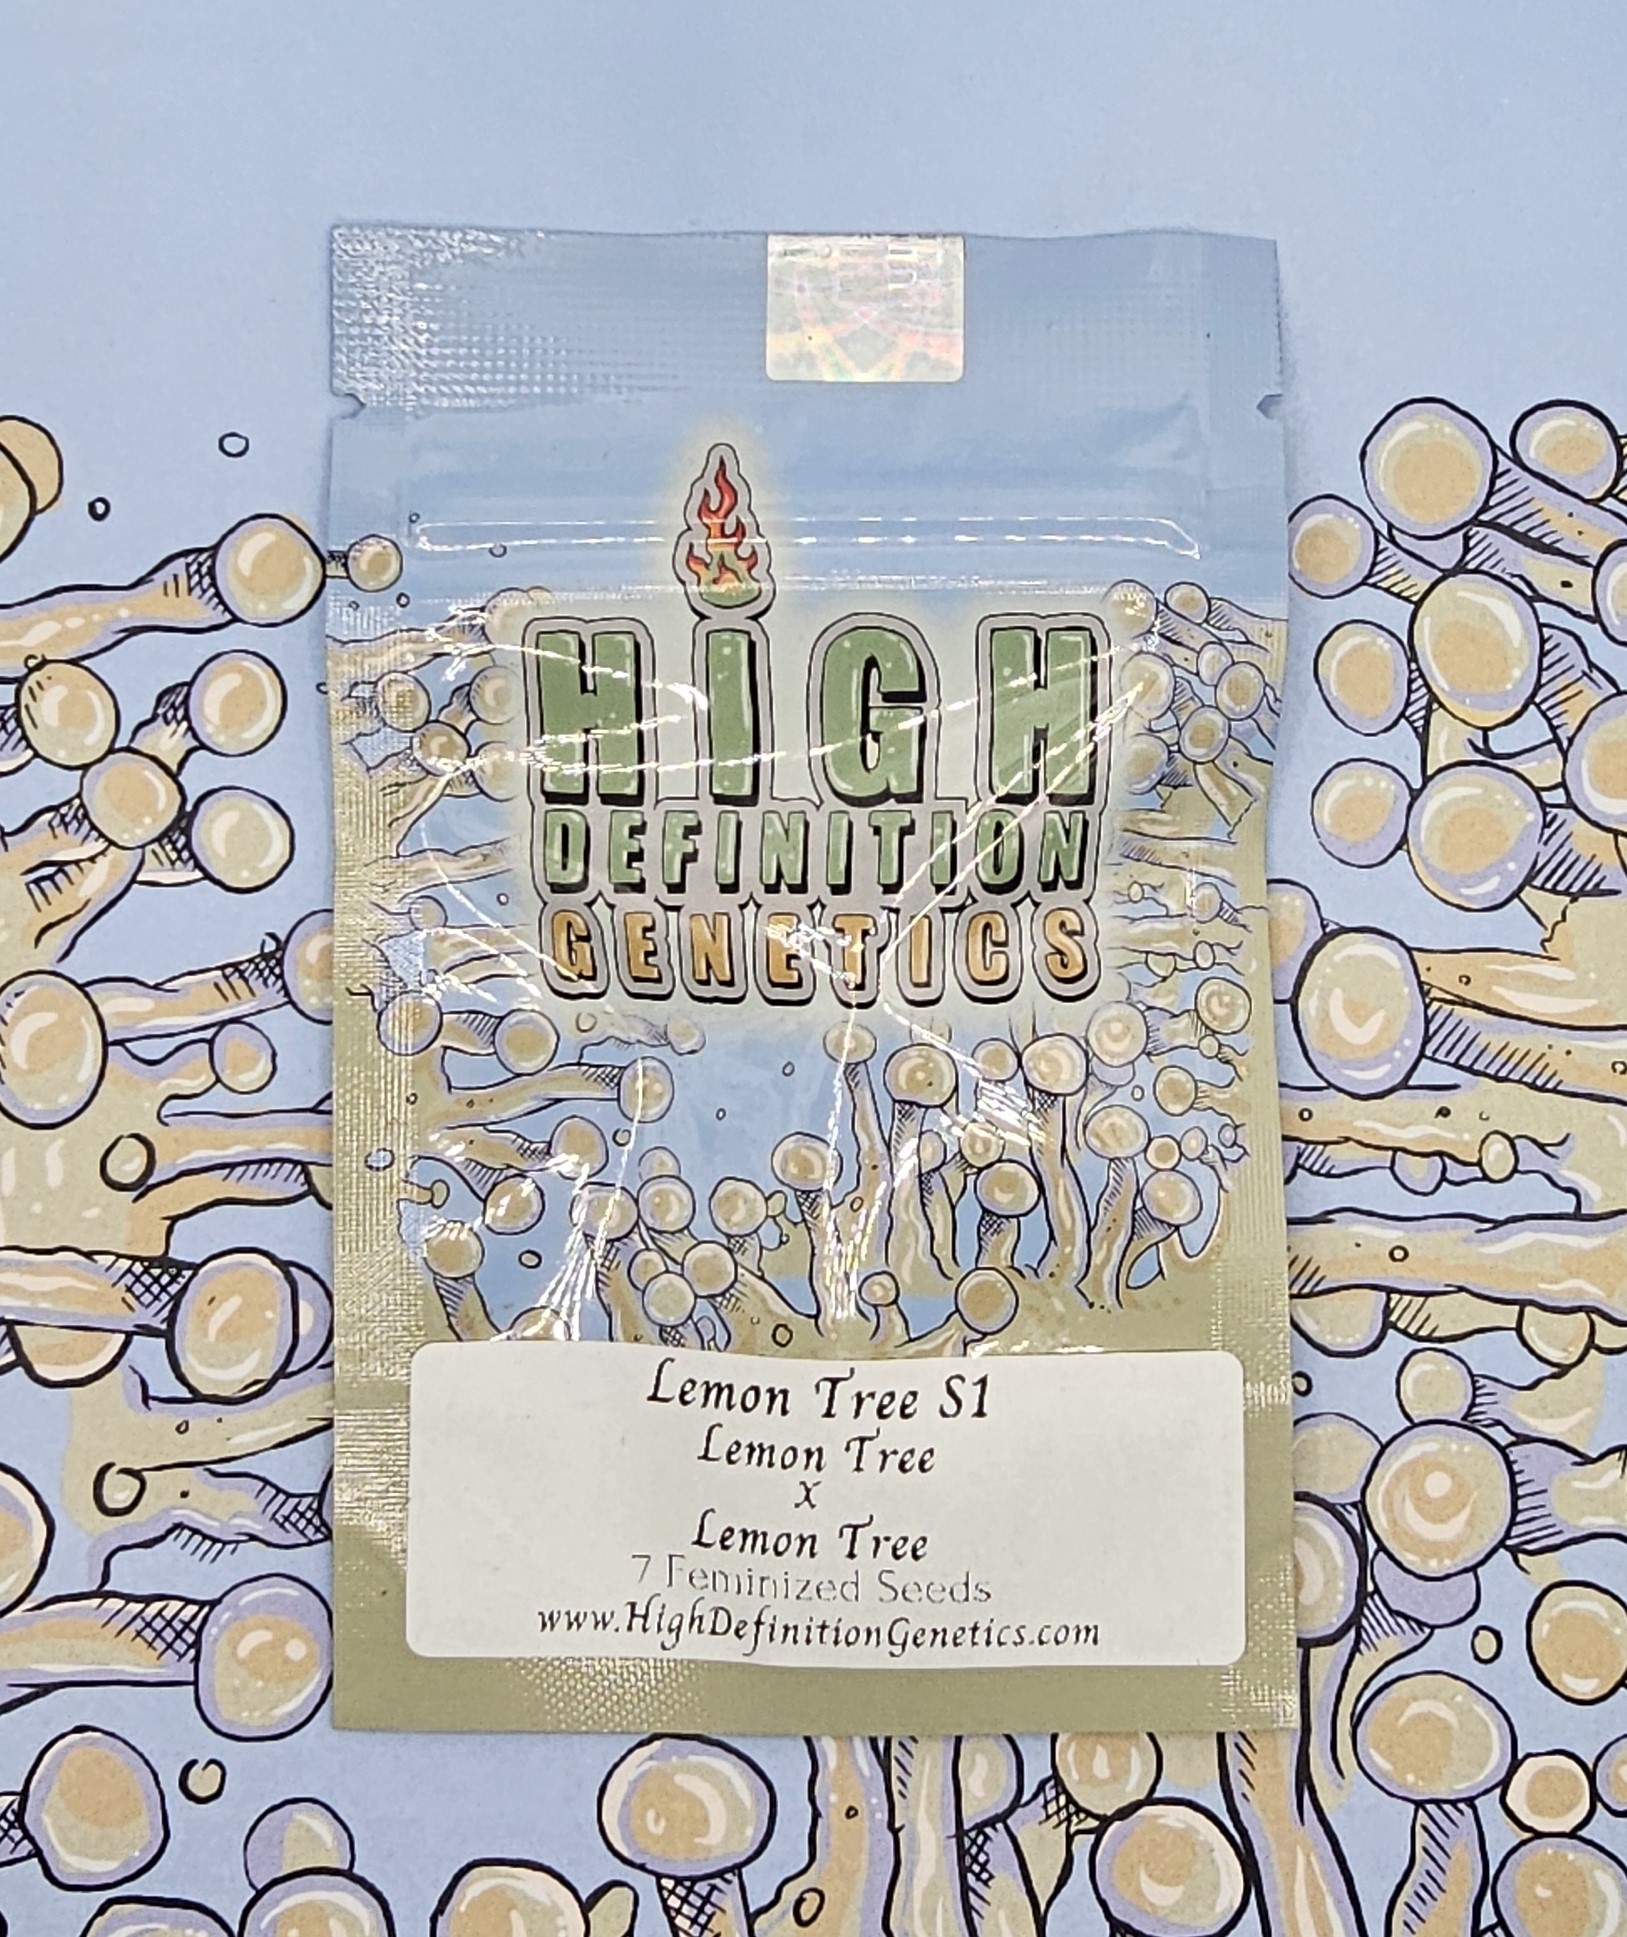 HiGH
DEFINITION
GENETICS
Lemon Tree S1
Lemon Tree
x
Lemon Tree
7 Feminized Seeds
www.HighDefinitionGenetics.com